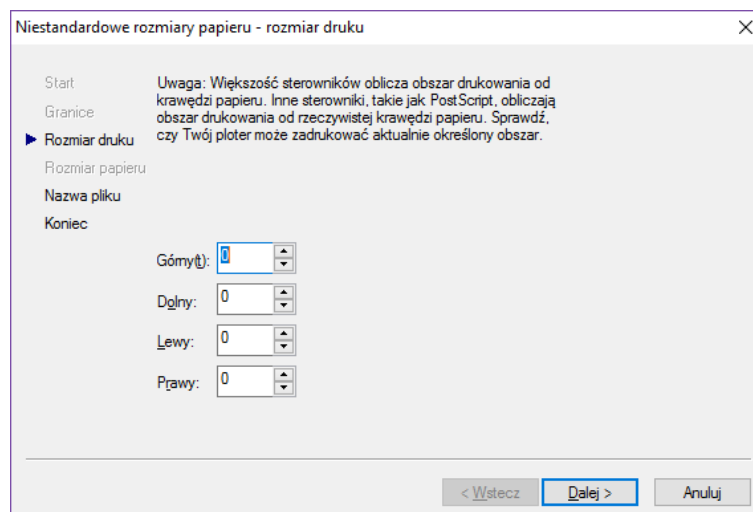 Niestandardowe rozmiary papieru - rozmiar druku
Start
Granice
Rozmiar druku
Rozmiar papieru
Nazwa pliku
Koniec
Uwaga: Większość sterowników oblicza obszar drukowania od
krawędzi papieru. Inne sterowniki, takie jak PostScript, obliczają
obszar drukowania od rzeczywistej krawędzi papieru. Sprawdź,
czy Twój ploter może zadrukować aktualnie określony obszar.
Górny(t): 0
Dolny: 0
Lewy: 0
Prawy: 0
< Wstecz Dalej > Anuluj